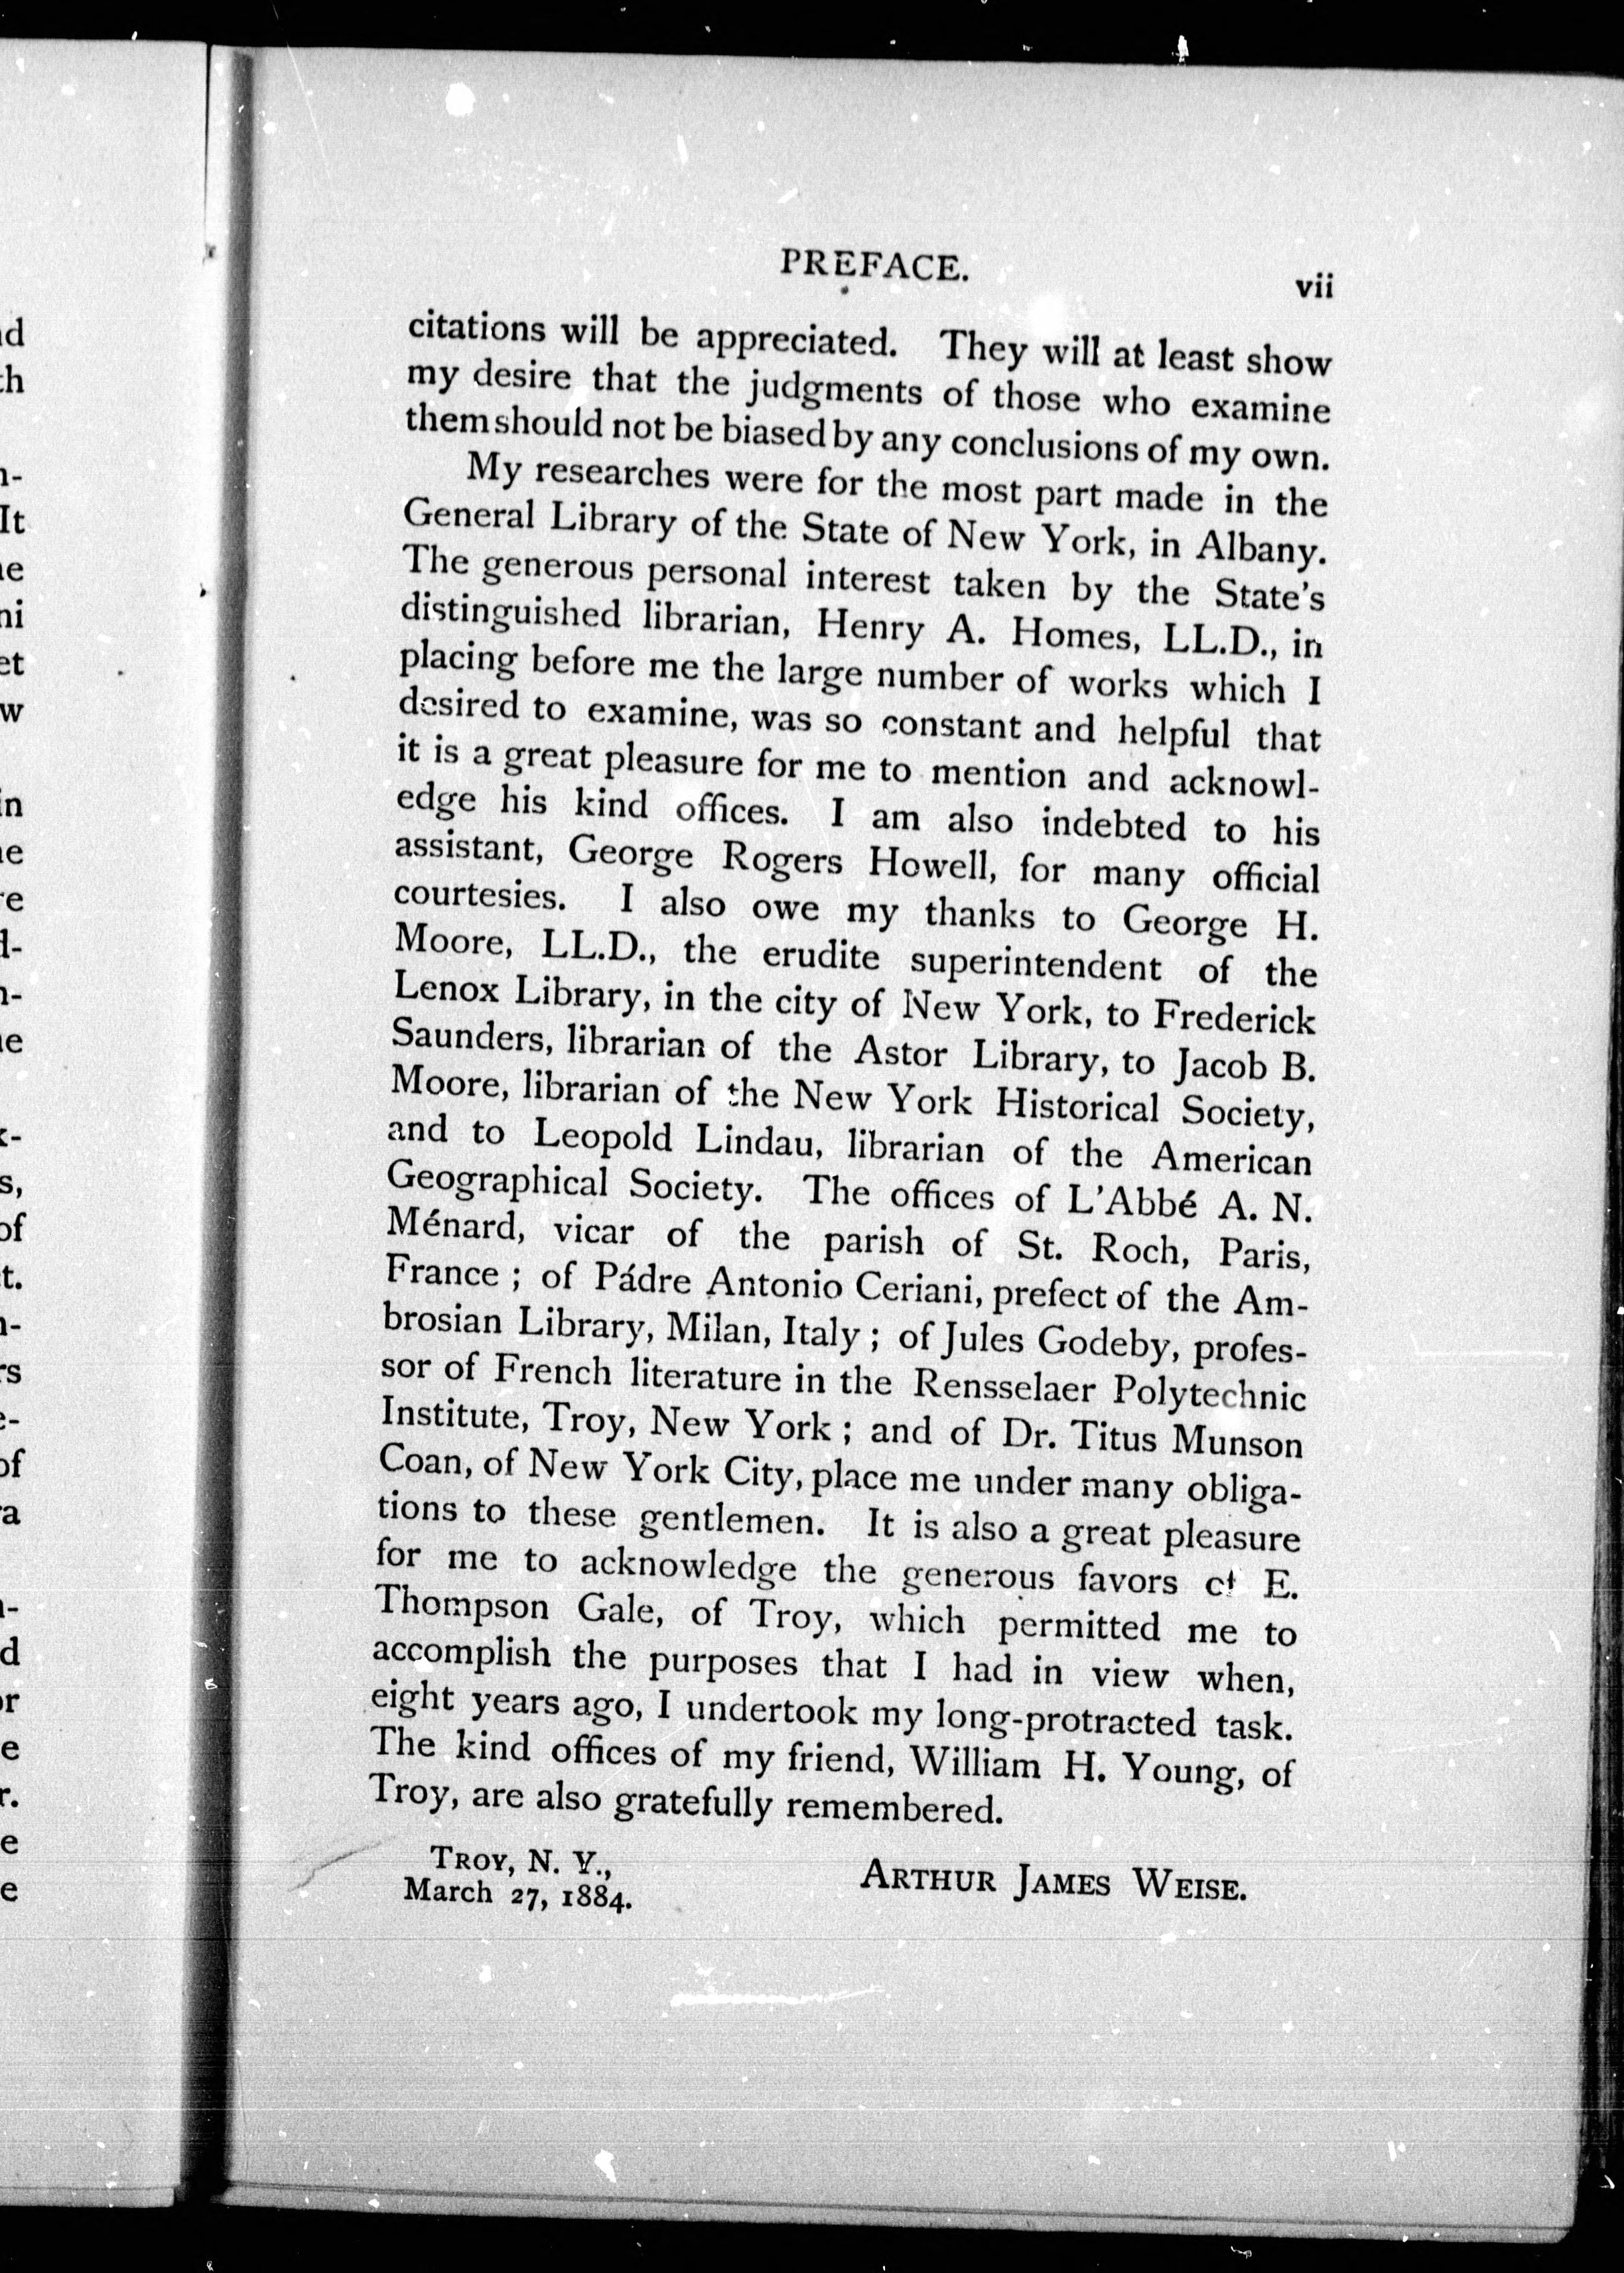 PREFACE.
vii
citations will be appreciated. They will at least show
my desire that the judgments of those who examine
them should not be biased by any conclusions of my own.
My researches were for the most part made in the
General Library of the State of New York, in Albany.
The generous personal interest taken by the State's
distinguished librarian, Henry A. Homes, LL.D., in
placing before me the large number of works which I
desired to examine, was so constant and helpful that
it is a great pleasure for me to mention and acknowl-
edge his kind offices. I am also indebted to his
assistant, George Rogers Howell, for many official
courtesies. I also owe my thanks to George H.
Moore, LL.D., the erudite superintendent of the
Lenox Library, in the city of New York, to Frederick
Saunders, librarian of the Astor Library, to Jacob B.
Moore, librarian of the New York Historical Society,
and to Leopold Lindau, librarian of the American
Geographical Society. The offices of L'Abbé A. N.
Ménard, vicar of the parish of St. Roch, Paris,
France ; of Pádre Antonio Ceriani, prefect of the Am-
brosian Library, Milan, Italy ; of Jules Godeby, profes-
sor of French literature in the Rensselaer Polytechnic
Institute, Troy, New York ; and of Dr. Titus Munson
Coan, of New York City, place me under many obliga-
tions to these gentlemen. It is also a great pleasure
for me to acknowledge the generous favors of E.
Thompson Gale, of Troy, which permitted me to
accomplish the purposes that I had in view when,
eight years ago, I undertook my long-protracted task.
The kind offices of my friend, William H. Young, of
Troy, are also gratefully remembered.
TROY, N. Y.,
March 27, 1884.
ARTHUR JAMES WEISE.